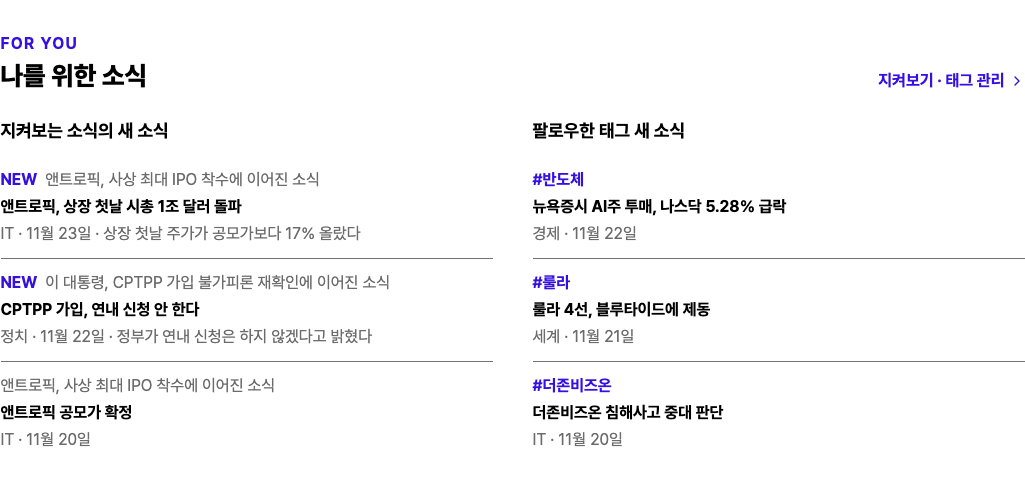 FOR YOU
나를 위한 소식
지켜보기 · 태그 관리 >
지켜보는 소식의 새 소식
NEW 앤트로픽, 사상 최대 IPO 착수에 이어진 소식
앤트로픽, 상장 첫날 시총 1조 달러 돌파
IT · 11월 23일 · 상장 첫날 주가가 공모가보다 17% 올랐다
NEW 이 대통령, CPTPP 가입 불가피론 재확인에 이어진 소식
CPTPP 가입, 연내 신청 안 한다
정치 · 11월 22일 · 정부가 연내 신청은 하지 않겠다고 밝혔다
앤트로픽, 사상 최대 IPO 착수에 이어진 소식
앤트로픽 공모가 확정
IT · 11월 20일
팔로우한 태그 새 소식
#반도체
뉴욕증시 AI주 투매, 나스닥 5.28% 급락
경제 · 11월 22일
#룰라
룰라 4선, 블루타이드에 제동
세계 · 11월 21일
#더존비즈온
더존비즈온 침해사고 중대 판단
IT · 11월 20일